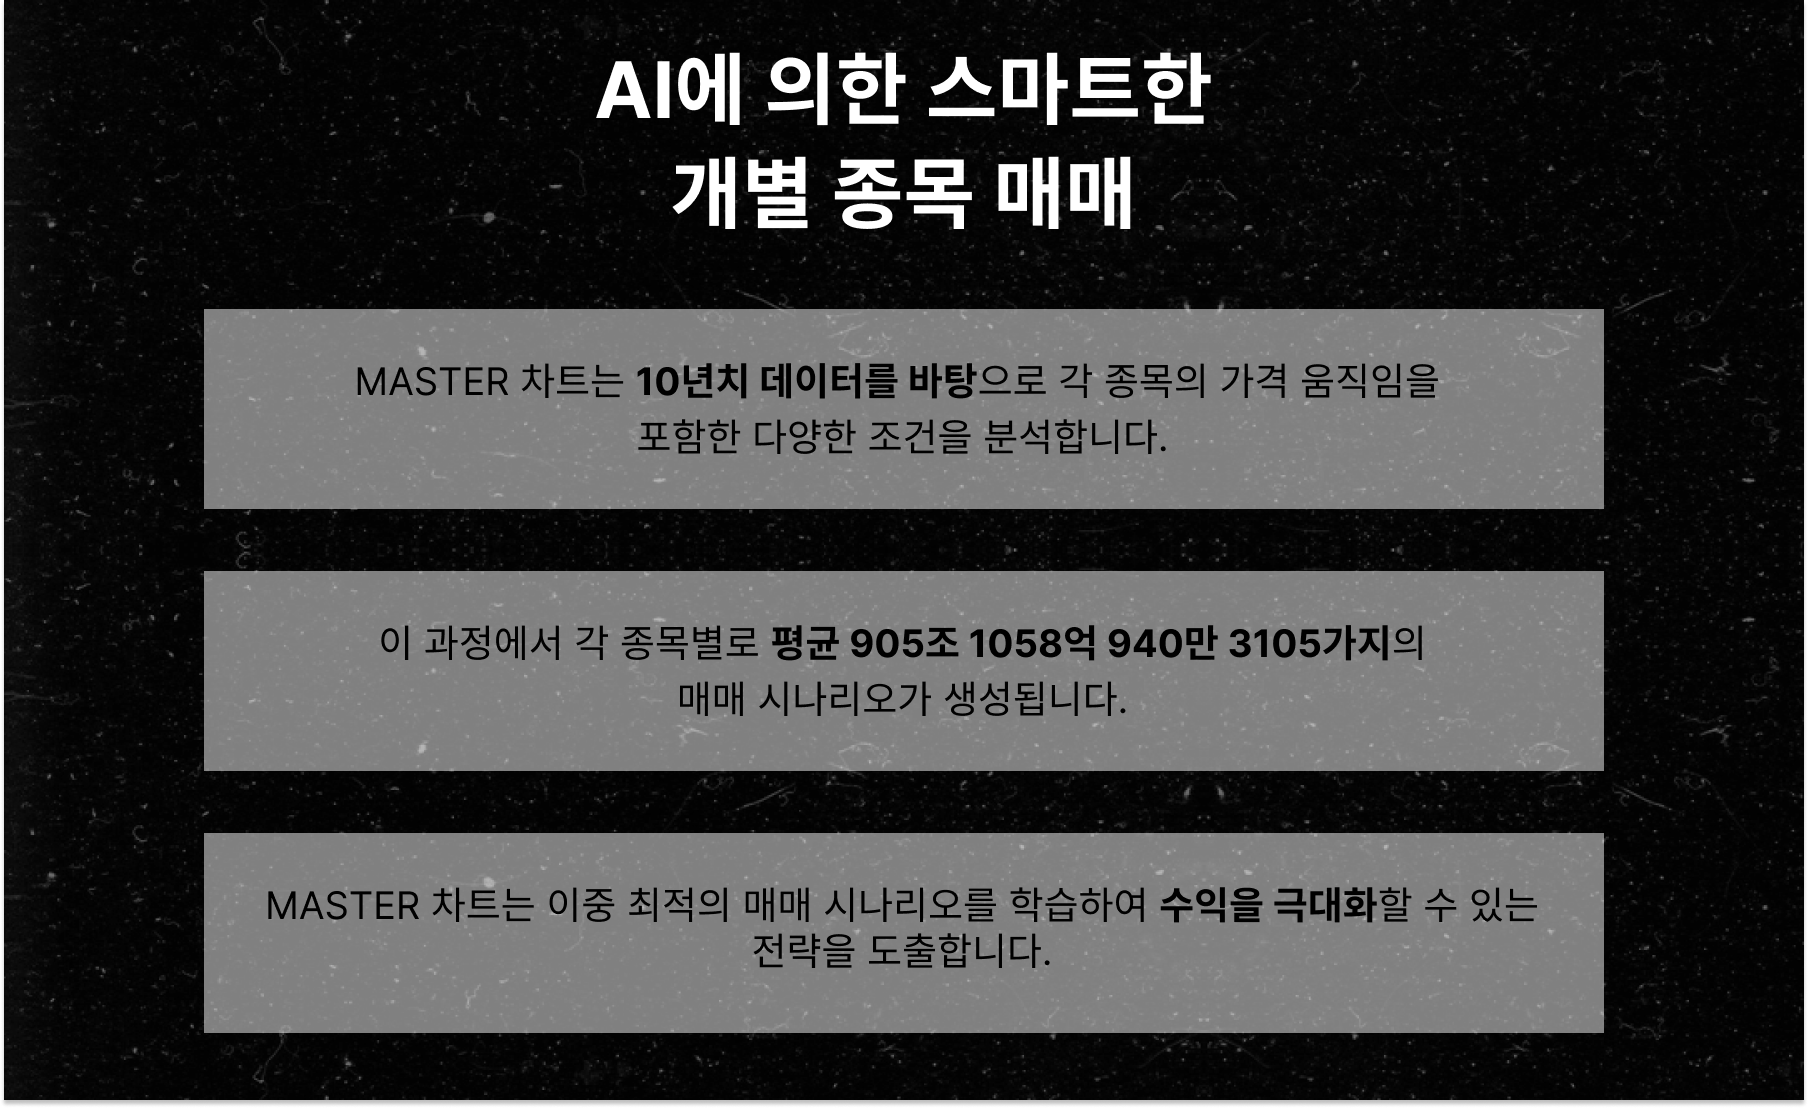 AI에 의한 스마트한
개별 종목 매매
MASTER 차트는 10년치 데이터를 바탕으로 각 종목의 가격 움직임을
포함한 다양한 조건을 분석합니다.
이 과정에서 각 종목별로 평균 905조 1058억 940만 3105가지의
매매 시나리오가 생성됩니다.
MASTER 차트는 이중 최적의 매매 시나리오를 학습하여 수익을 극대화할 수 있는
전략을 도출합니다.